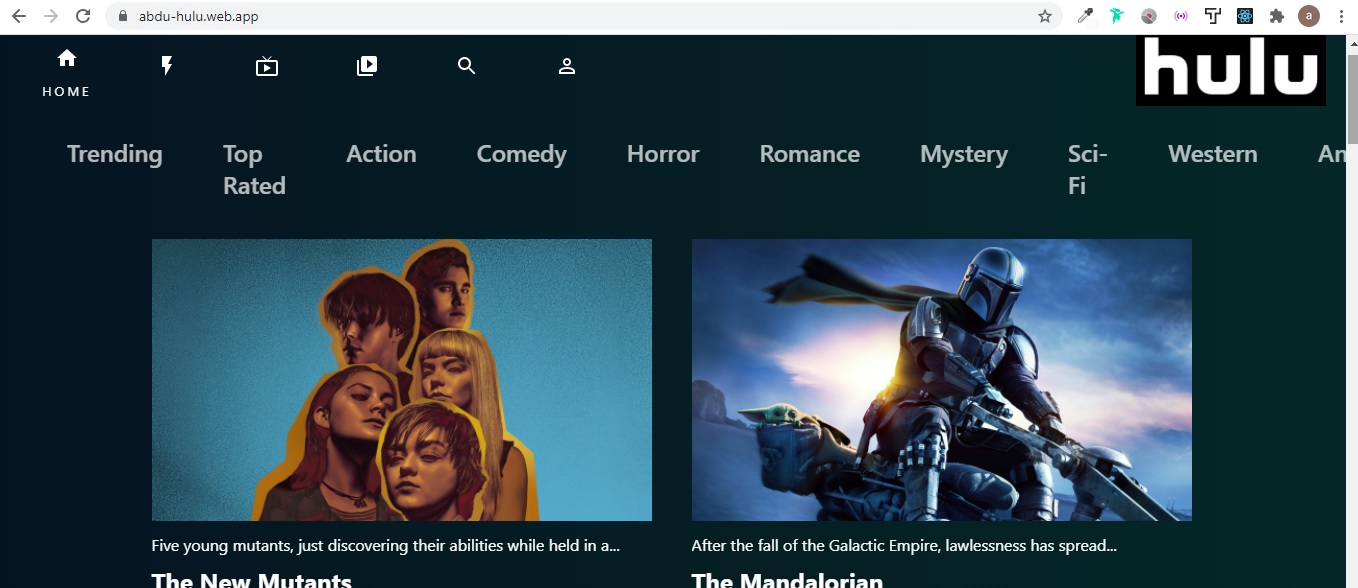 abdu-hulu.web.app
a
HOME
hulu
Trending Top Action Comedy Horror Romance Mystery Sci- Western An
Rated Fi
Five young mutants, just discovering their abilities while held in a...
After the fall of the Galactic Empire, lawlessness has spread...
The New Mutants
The Mandalorian